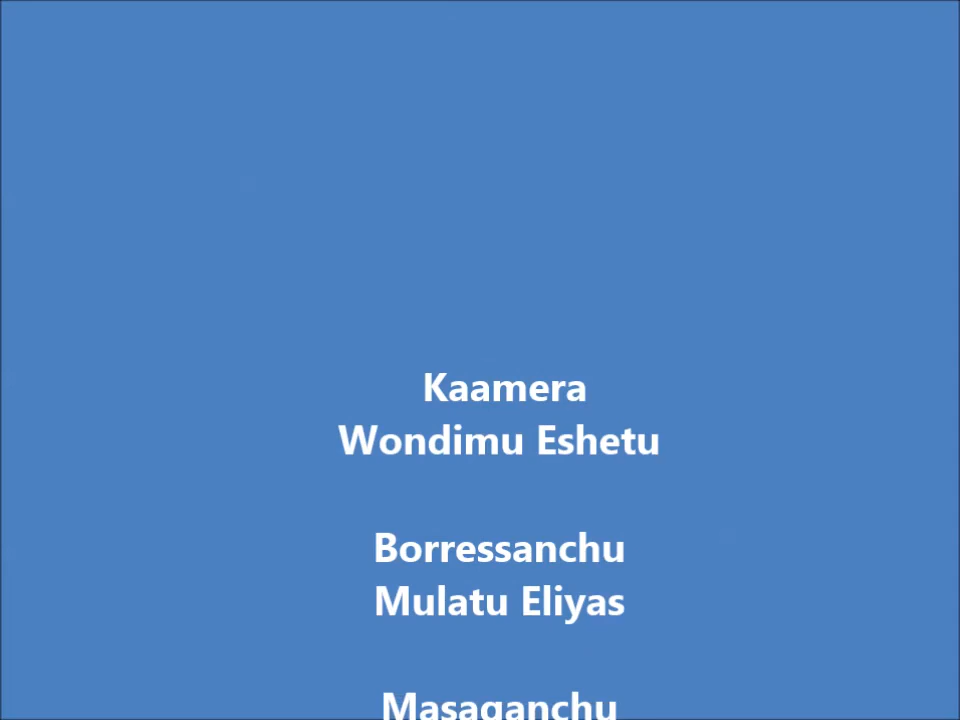 Kaamera
Wondimu Eshetu
Borressanchu
Mulatu Eliyas
Masaganchu